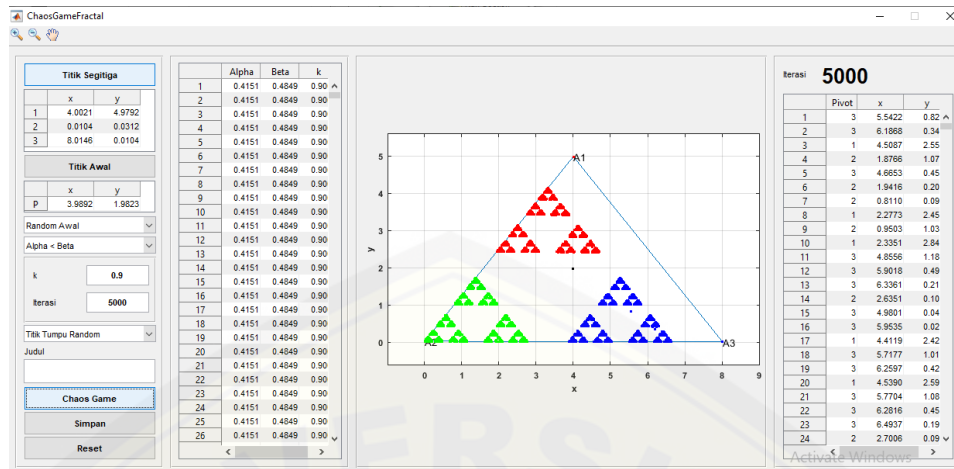 ChaosGameFractal
Titik Segitiga
x y
1 4.0021 4.9792
2 0.0104 0.0312
3 8.0146 0.0104
Titik Awal
x y
P 3.9892 1.9823
Random Awal
Alpha < Beta
k 0.9
Iterasi 5000
Titik Tumpu Random
Judul
Chaos Game
Simpan
Reset
Alpha Beta k
1 0.4151 0.4849 0.90
2 0.4151 0.4849 0.90
3 0.4151 0.4849 0.90
4 0.4151 0.4849 0.90
5 0.4151 0.4849 0.90
6 0.4151 0.4849 0.90
7 0.4151 0.4849 0.90
8 0.4151 0.4849 0.90
9 0.4151 0.4849 0.90
10 0.4151 0.4849 0.90
11 0.4151 0.4849 0.90
12 0.4151 0.4849 0.90
13 0.4151 0.4849 0.90
14 0.4151 0.4849 0.90
15 0.4151 0.4849 0.90
16 0.4151 0.4849 0.90
17 0.4151 0.4849 0.90
18 0.4151 0.4849 0.90
19 0.4151 0.4849 0.90
20 0.4151 0.4849 0.90
21 0.4151 0.4849 0.90
22 0.4151 0.4849 0.90
23 0.4151 0.4849 0.90
24 0.4151 0.4849 0.90
25 0.4151 0.4849 0.90
26 0.4151 0.4849 0.90
5
4
3
2
1
0
y
A1
A2
A3
0 1 2 3 4 5 6 7 8 9
x
Iterasi 5000
Pivot x y
1 3 5.5422 0.82
2 3 6.1868 0.34
3 1 4.5087 2.55
4 2 1.8766 1.07
5 3 4.6653 0.45
6 2 1.9416 0.20
7 2 0.8110 0.09
8 1 2.2773 2.45
9 2 0.9503 1.03
10 1 2.3351 2.84
11 3 4.8556 1.18
12 3 5.9018 0.49
13 3 6.3361 0.21
14 2 2.6351 0.10
15 3 4.9801 0.04
16 3 5.9535 0.02
17 1 4.4119 2.42
18 3 5.7177 1.01
19 3 6.2597 0.42
20 1 4.5390 2.59
21 3 5.7704 1.08
22 3 6.2816 0.45
23 3 6.4937 0.19
24 2 2.7006 0.09
Activate Windows